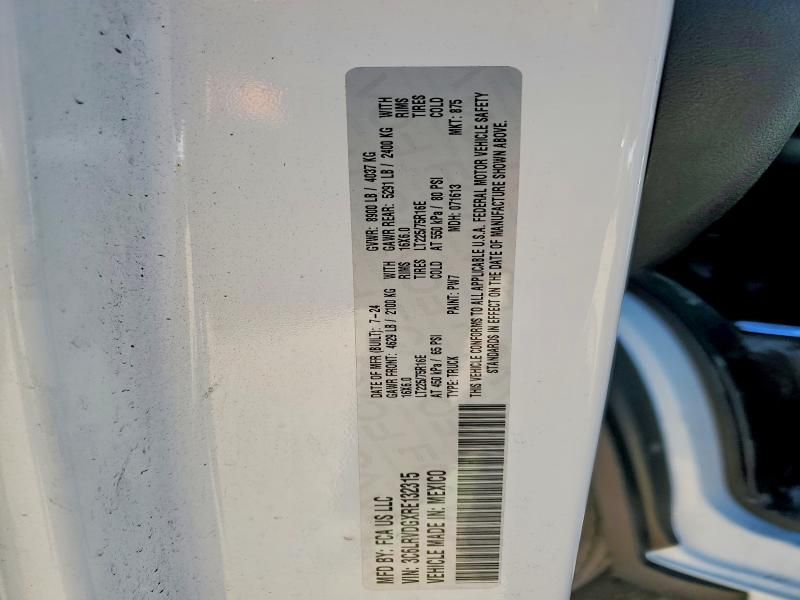 MFD BY: FCA US LLC
DATE OF MFR (BUILT): 7-24
GVWR: 8900 LB / 4037 KG
GAWR FRONT: 4629 LB / 2100 KG WITH
GAWR REAR: 5291 LB / 2400 KG WITH
16X6.0 RIMS
16X6.0 RIMS
LT225/75R16E TIRES
LT225/75R16E TIRES
AT 450 kPa / 65 PSI COLD
AT 550 kPa / 80 PSI COLD
VIN: 3C6LRVDGXRE132315
TYPE: TRUCK PAINT: PW7 MDH: 071613 MKT: 875
VEHICLE MADE IN: MEXICO
THIS VEHICLE CONFORMS TO ALL APPLICABLE U.S.A. FEDERAL MOTOR VEHICLE SAFETY
STANDARDS IN EFFECT ON THE DATE OF MANUFACTURE SHOWN ABOVE.